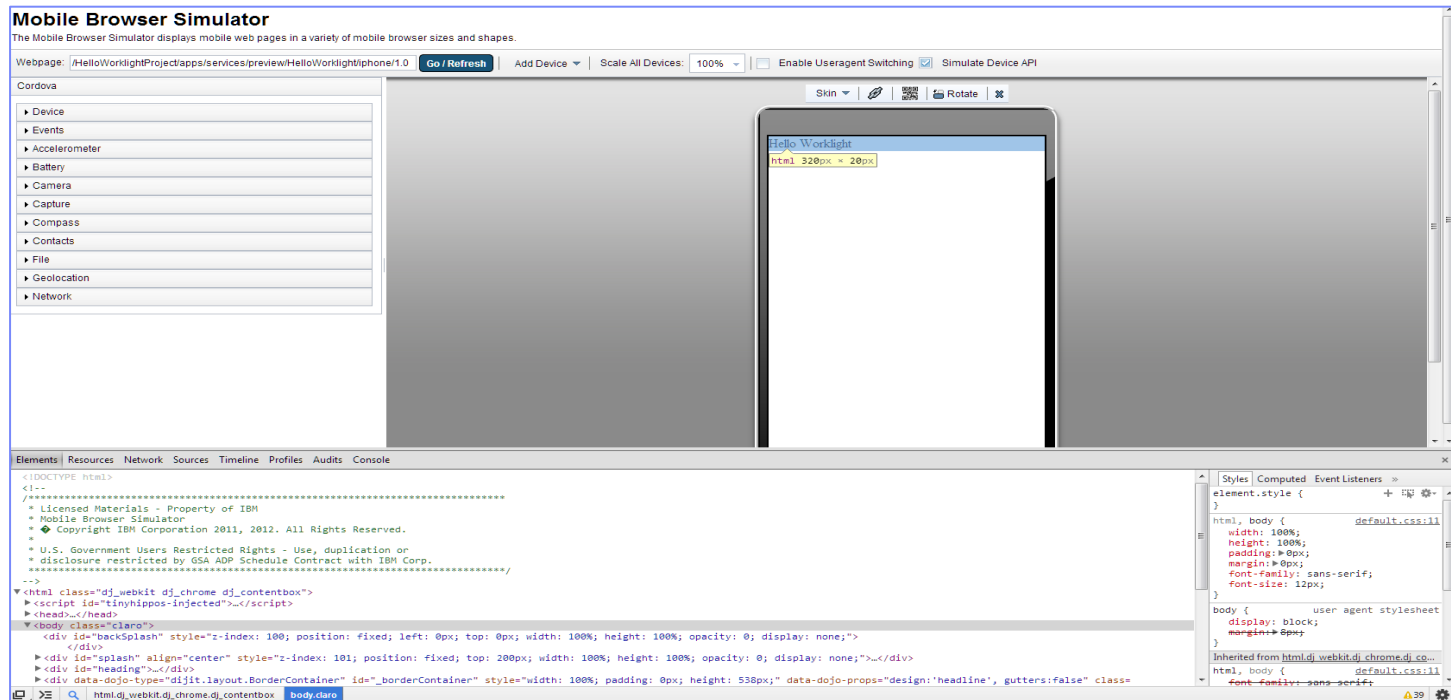 Mobile Browser Simulator
The Mobile Browser Simulator displays mobile web pages in a variety of mobile browser sizes and shapes.
Webpage: /HelloWorklightProject/apps/services/preview/HelloWorklight/iphone/1.0 Go / Refresh Add Device Scale All Devices: 100% Enable Useragent Switching Simulate Device API
Cordova
Skin Rotate
Device
Events
Accelerometer
Battery
Camera
Capture
Compass
Contacts
File
Geolocation
Network
Hello Worklight
html 320px × 20px
Elements Resources Network Sources Timeline Profiles Audits Console
<!DOCTYPE html>
<!--
/********************************************************************************
* Licensed Materials - Property of IBM
* Mobile Browser Simulator
* � Copyright IBM Corporation 2011, 2012. All Rights Reserved.
*
* U.S. Government Users Restricted Rights - Use, duplication or
* disclosure restricted by GSA ADP Schedule Contract with IBM Corp.
********************************************************************************/
-->
▼<html class="dj_webkit dj_chrome dj_contentbox">
▶<script id="tinyhippos-injected">…</script>
▶<head>…</head>
▼<body class="claro">
<div id="backSplash" style="z-index: 100; position: fixed; left: 0px; top: 0px; width: 100%; height: 100%; opacity: 0; display: none;">
</div>
▶<div id="splash" align="center" style="z-index: 101; position: fixed; top: 200px; width: 100%; height: 100%; opacity: 0; display: none;">…</div>
▶<div id="heading">…</div>
▶<div data-dojo-type="dijit.layout.BorderContainer" id="_borderContainer" style="width: 100%; padding: 0px; height: 538px;" data-dojo-props="design:'headline', gutters:false" class=
html.dj_webkit.dj_chrome.dj_contentbox body.claro
Styles Computed Event Listeners »
element.style {
}
html, body { default.css:11
width: 100%;
height: 100%;
padding:▶0px;
margin:▶0px;
font-family: sans-serif;
font-size: 12px;
}
body { user agent stylesheet
display: block;
margin:▶8px;
}
Inherited from html.dj_webkit.dj_chrome.dj_co...
html, body { default.css:11
font-family: sans-serif;
39